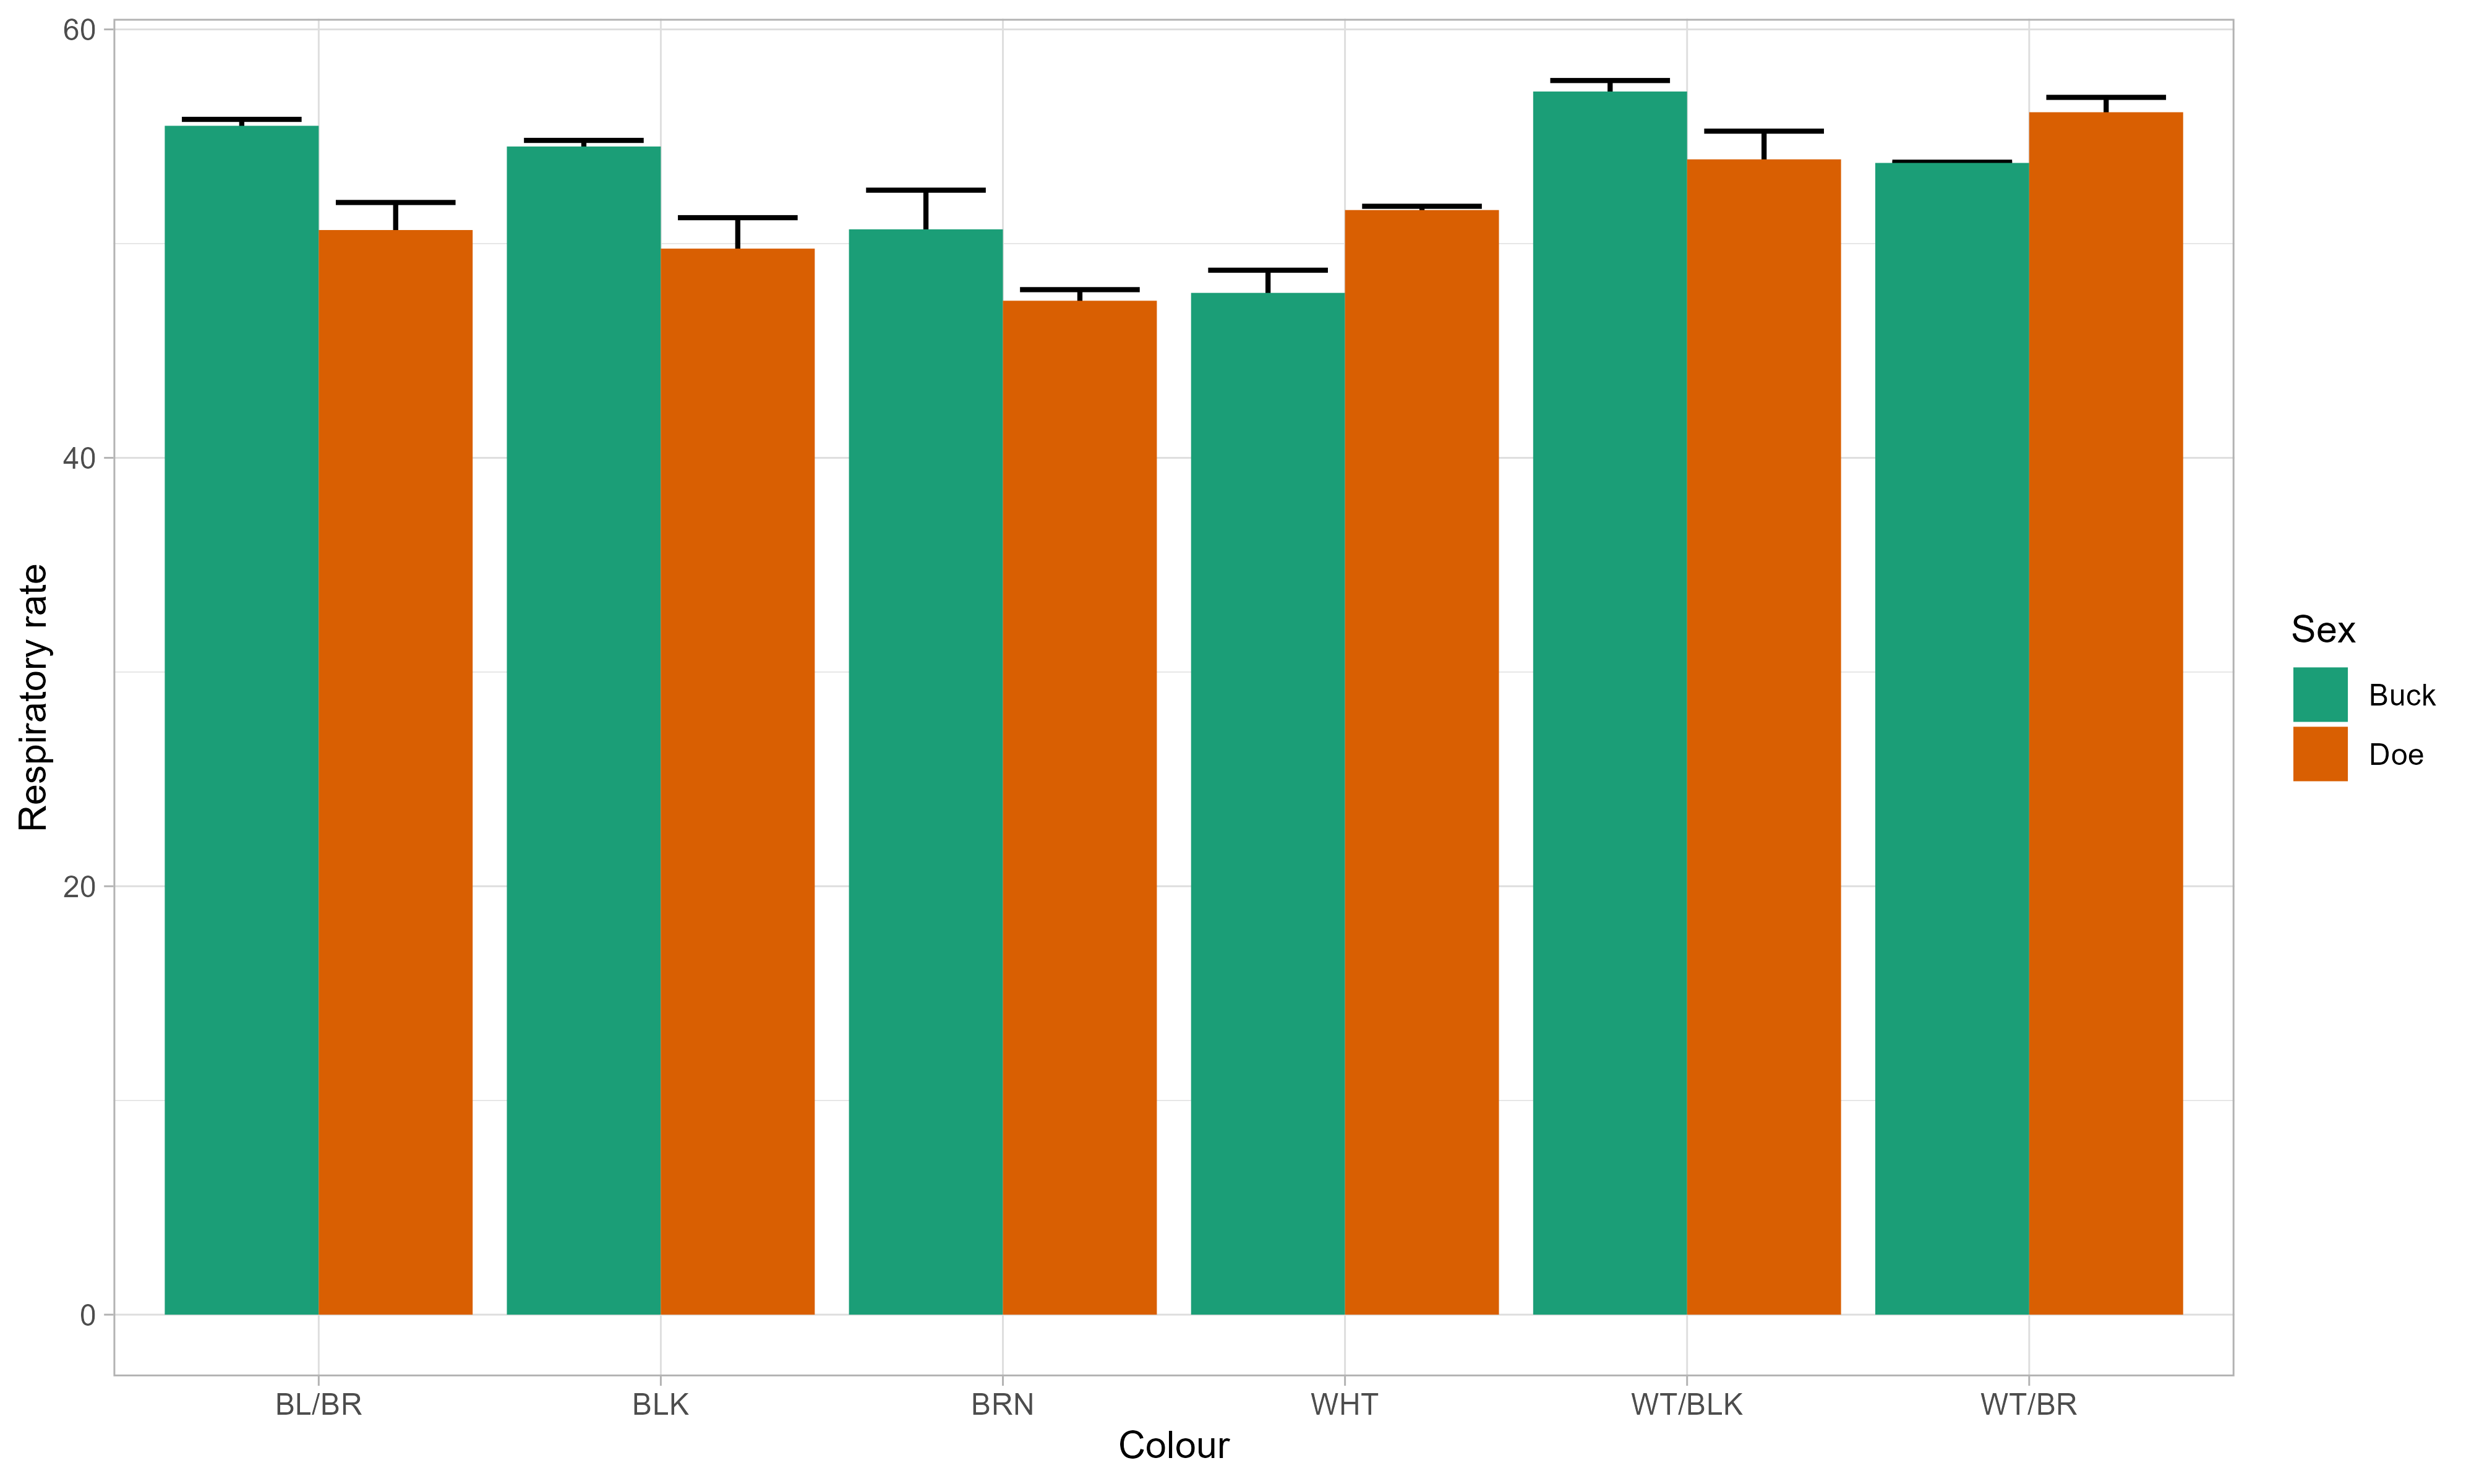 60
40
20
0
Respiratory rate
BL/BR
BLK
BRN
WHT
WT/BLK
WT/BR
Colour
Sex
Buck
Doe